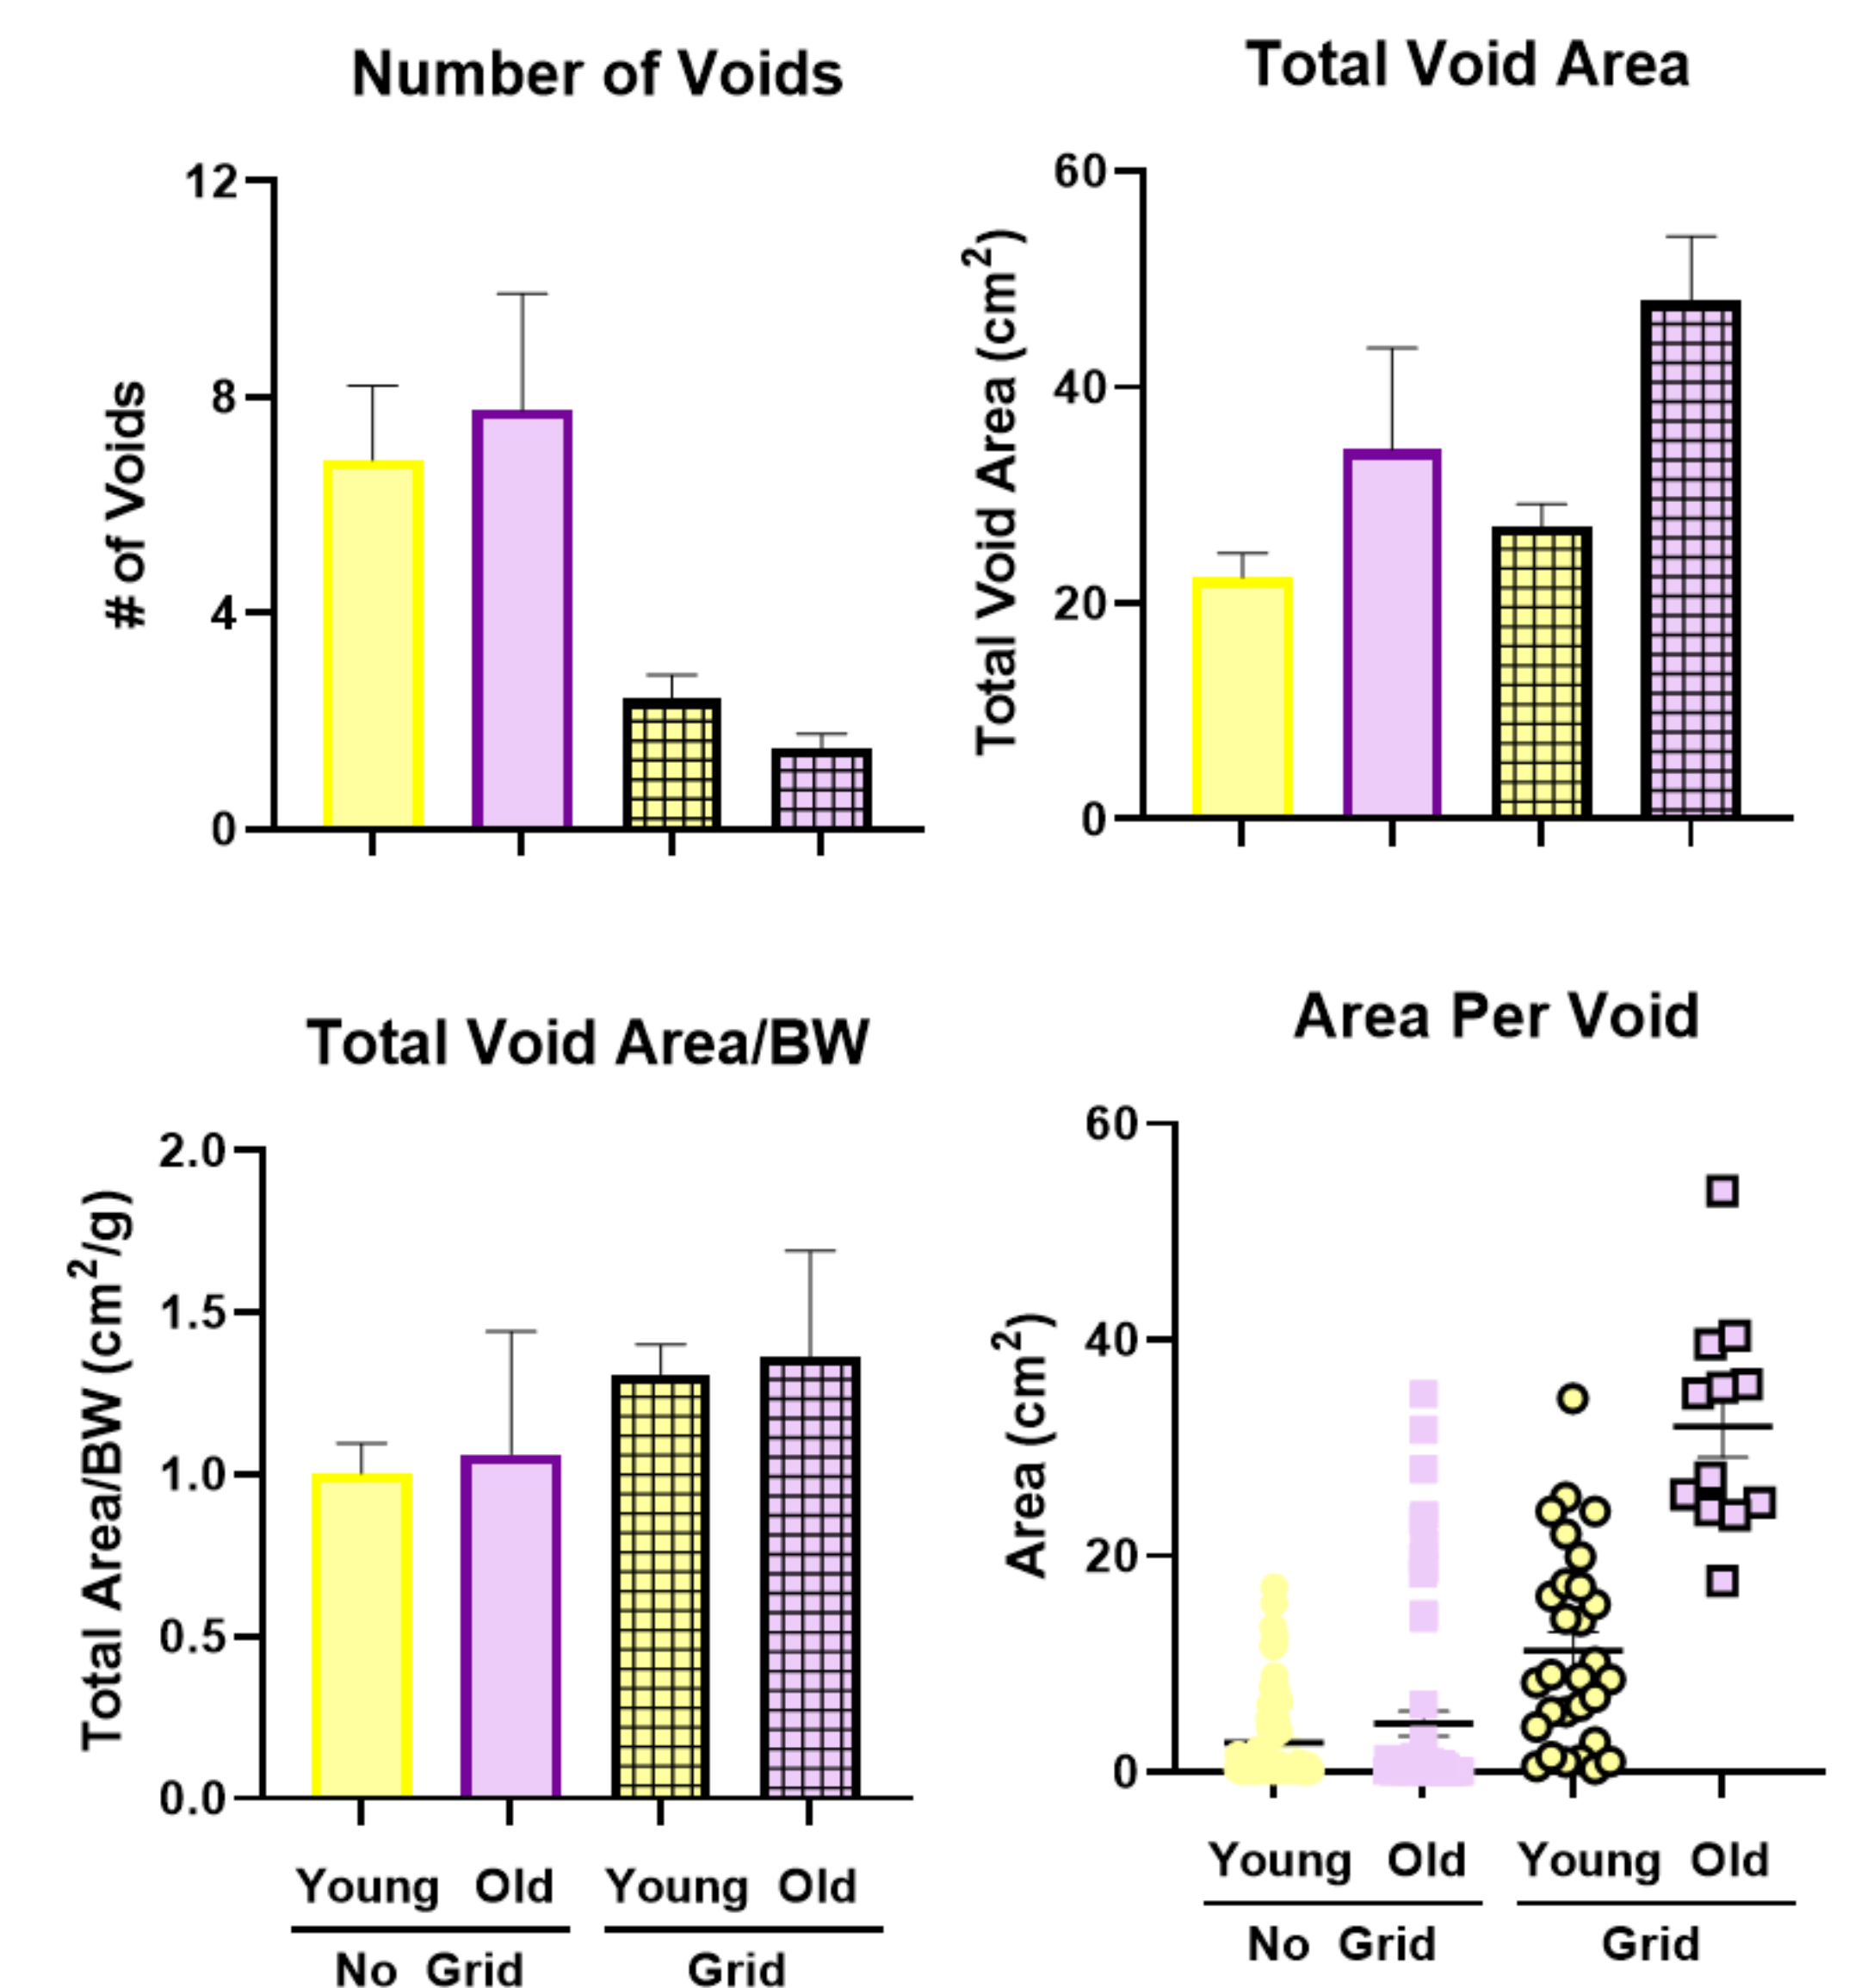 Number of Voids
# of Voids
12
8
4
0
Total Void Area
Total Void Area (cm²)
60
40
20
0
Total Void Area/BW
Total Area/BW (cm²/g)
2.0
1.5
1.0
0.5
0.0
Young Old Young Old
No Grid Grid
Area Per Void
Area (cm²)
60
40
20
0
Young Old Young Old
No Grid Grid